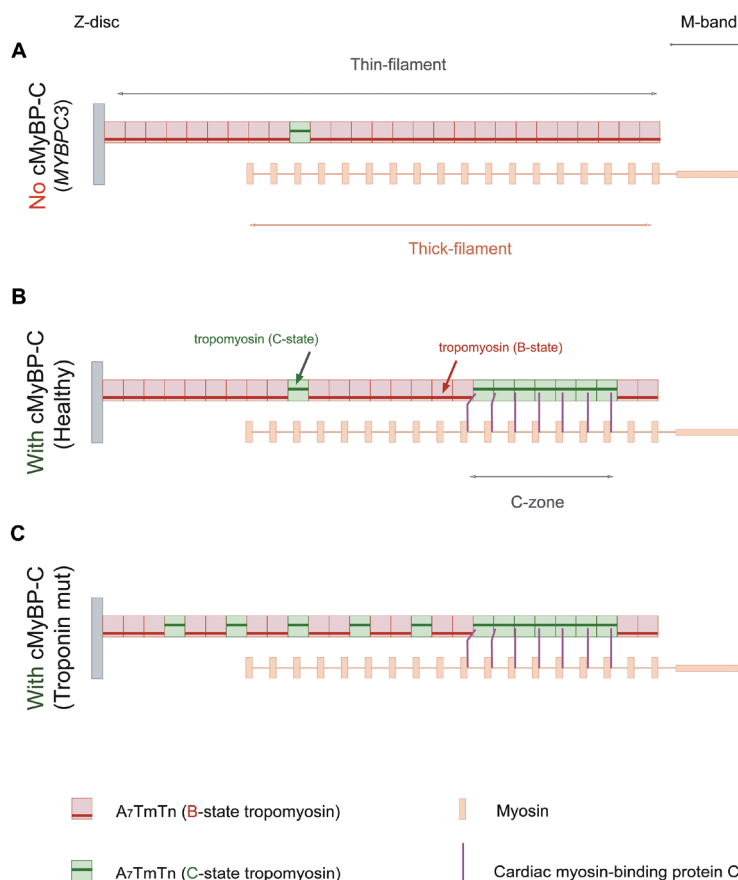 Z-disc
M-band
A
Thin-filament
No cMyBP-C
(MYBPC3)
Thick-filament
B
tropomyosin (C-state)
tropomyosin (B-state)
With cMyBP-C
(Healthy)
C-zone
C
With cMyBP-C
(Troponin mut)
A₇TmTn (B-state tropomyosin)
Myosin
A₇TmTn (C-state tropomyosin)
Cardiac myosin-binding protein C